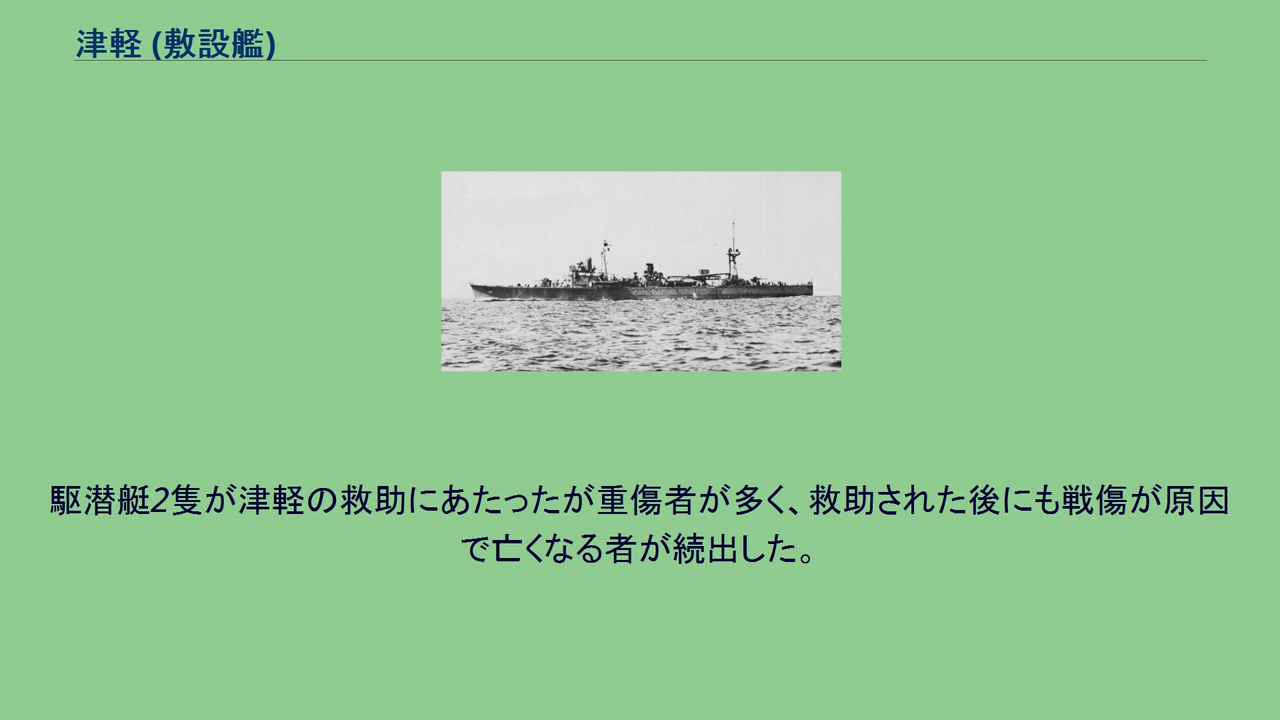 津軽 (敷設艦)
駆潜艇2隻が津軽の救助にあたったが重傷者が多く、救助された後にも戦傷が原因
で亡くなる者が続出した。